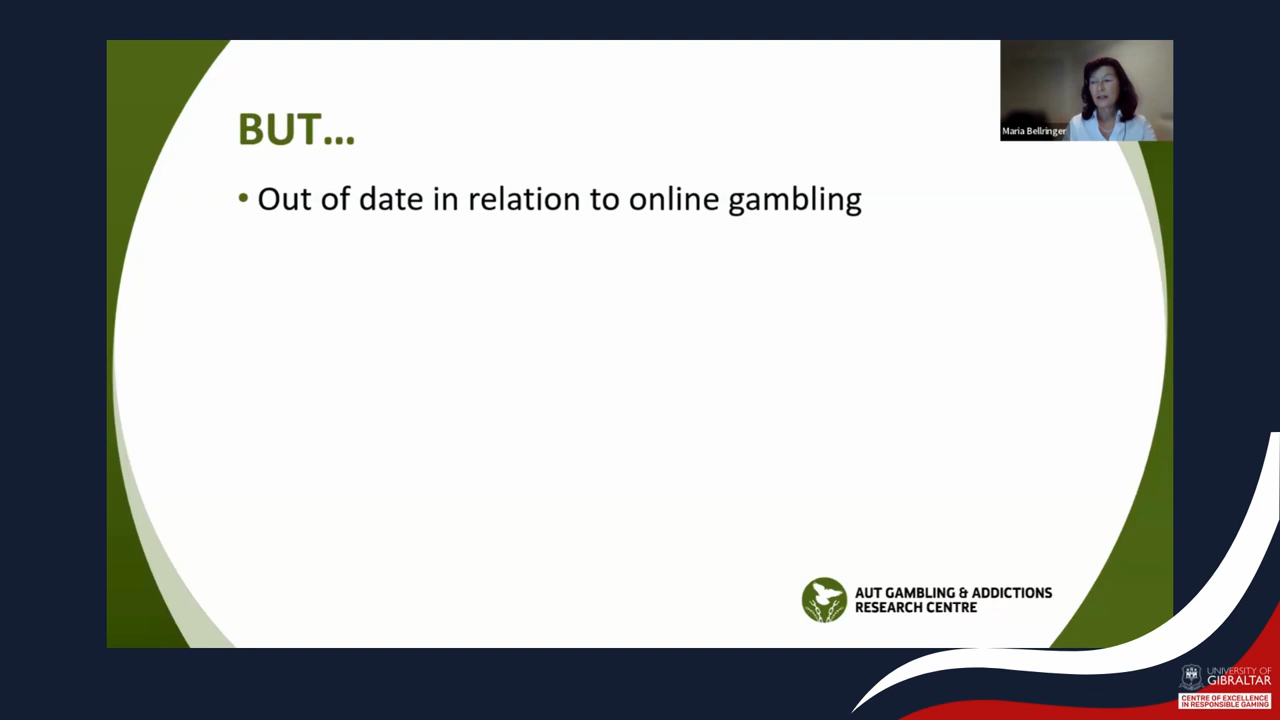 BUT...
• Out of date in relation to online gambling
Maria Bellringer
AUT GAMBLING & ADDICTIONS
RESEARCH CENTRE
UNIVERSITY OF
GIBRALTAR
CENTRE OF EXCELLENCE
IN RESPONSIBLE GAMING